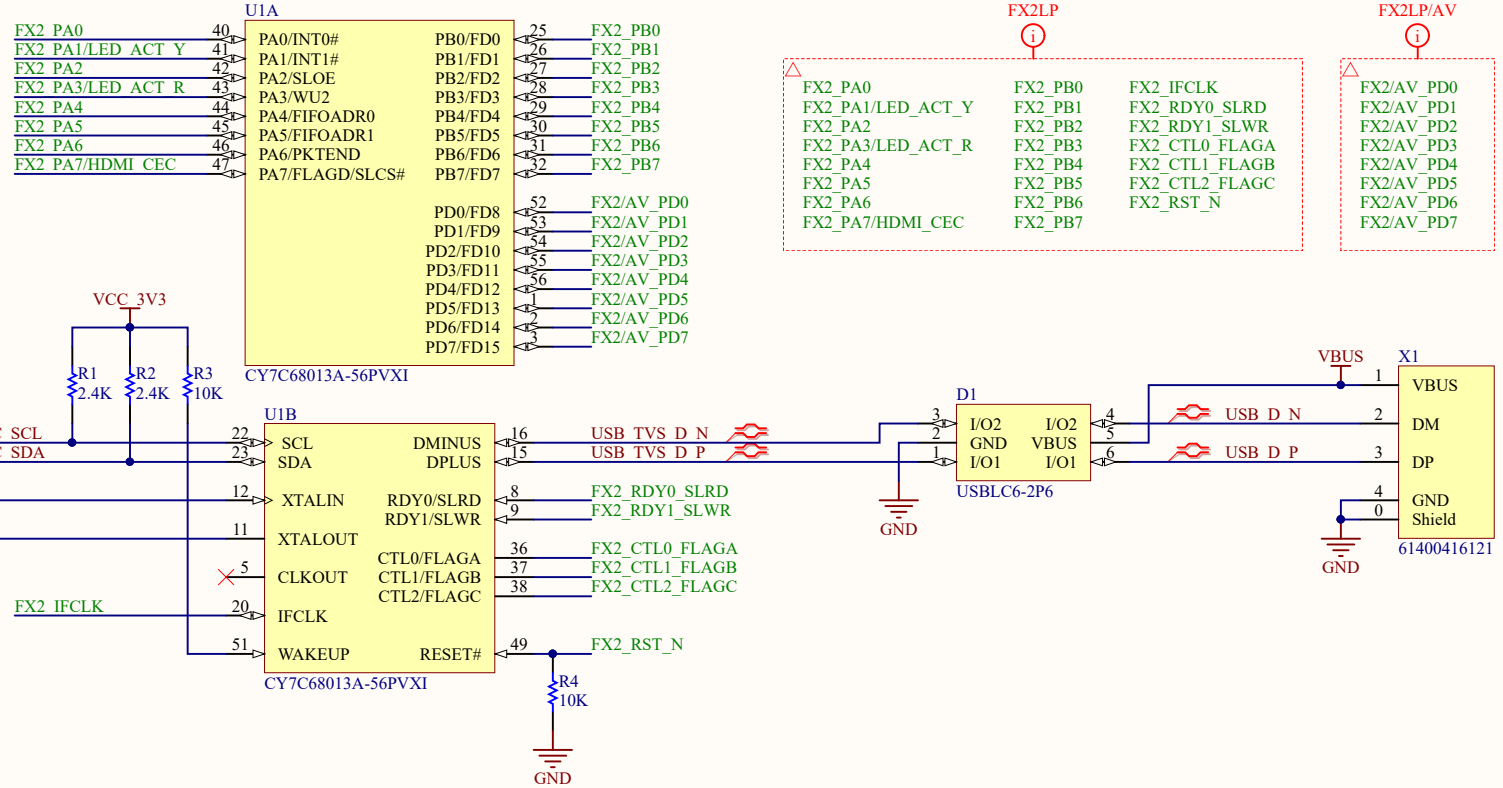 U1A
FX2_PA0 40 PA0/INT0# PB0/FD0 25 FX2_PB0
FX2_PA1/LED_ACT_Y 41 PA1/INT1# PB1/FD1 26 FX2_PB1
FX2_PA2 42 PA2/SLOE PB2/FD2 27 FX2_PB2
FX2_PA3/LED_ACT_R 43 PA3/WU2 PB3/FD3 28 FX2_PB3
FX2_PA4 44 PA4/FIFOADR0 PB4/FD4 29 FX2_PB4
FX2_PA5 45 PA5/FIFOADR1 PB5/FD5 30 FX2_PB5
FX2_PA6 46 PA6/PKTEND PB6/FD6 31 FX2_PB6
FX2_PA7/HDMI_CEC 47 PA7/FLAGD/SLCS# PB7/FD7 32 FX2_PB7
PD0/FD8 52 FX2/AV_PD0
PD1/FD9 53 FX2/AV_PD1
PD2/FD10 54 FX2/AV_PD2
PD3/FD11 55 FX2/AV_PD3
PD4/FD12 56 FX2/AV_PD4
PD5/FD13 1 FX2/AV_PD5
PD6/FD14 2 FX2/AV_PD6
PD7/FD15 3 FX2/AV_PD7
CY7C68013A-56PVXI
FX2LP
i
FX2_PA0 FX2_PB0 FX2_IFCLK
FX2_PA1/LED_ACT_Y FX2_PB1 FX2_RDY0_SLRD
FX2_PA2 FX2_PB2 FX2_RDY1_SLWR
FX2_PA3/LED_ACT_R FX2_PB3 FX2_CTL0_FLAGA
FX2_PA4 FX2_PB4 FX2_CTL1_FLAGB
FX2_PA5 FX2_PB5 FX2_CTL2_FLAGC
FX2_PA6 FX2_PB6 FX2_RST_N
FX2_PA7/HDMI_CEC FX2_PB7
FX2LP/AV
i
FX2/AV_PD0
FX2/AV_PD1
FX2/AV_PD2
FX2/AV_PD3
FX2/AV_PD4
FX2/AV_PD5
FX2/AV_PD6
FX2/AV_PD7
VCC_3V3
R1 R2 R3
2.4K 2.4K 10K
U1B
SCL 22 SCL DMINUS 16 USB_TVS_D_N
SDA 23 SDA DPLUS 15 USB_TVS_D_P
12 XTALIN RDY0/SLRD 8 FX2_RDY0_SLRD
RDY1/SLWR 9 FX2_RDY1_SLWR
11 XTALOUT
CTL0/FLAGA 36 FX2_CTL0_FLAGA
5 CLKOUT CTL1/FLAGB 37 FX2_CTL1_FLAGB
CTL2/FLAGC 38 FX2_CTL2_FLAGC
FX2_IFCLK 20 IFCLK
51 WAKEUP RESET# 49 FX2_RST_N
CY7C68013A-56PVXI
R4
10K
GND
D1
3 I/O2 I/O2 4
2 GND VBUS 5
1 I/O1 I/O1 6
USBLC6-2P6
GND
VBUS
X1
1 VBUS
USB_D_N 2 DM
USB_D_P 3 DP
4 GND
0 Shield
61400416121
GND